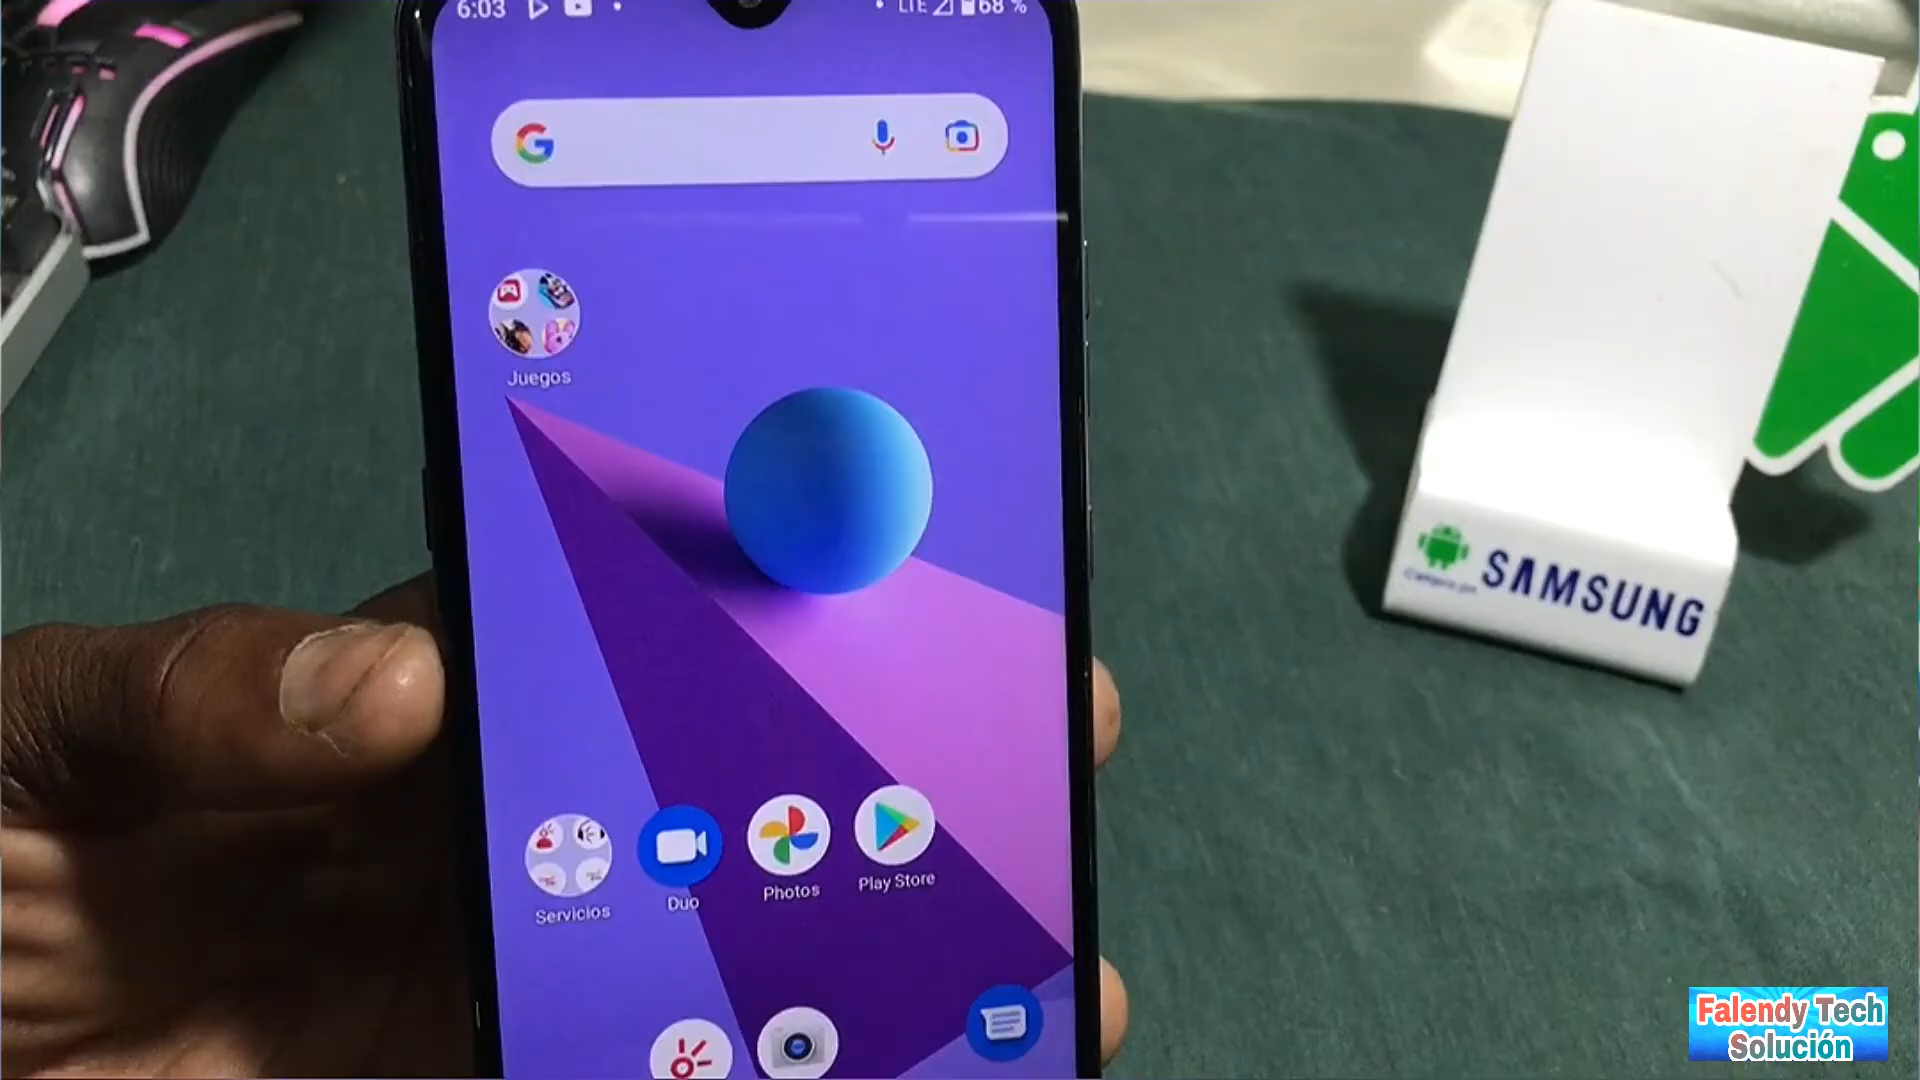 6:03
LTE
68 %
Juegos
Servicios
Duo
Photos
Play Store
SAMSUNG
Falendy Tech
Solución